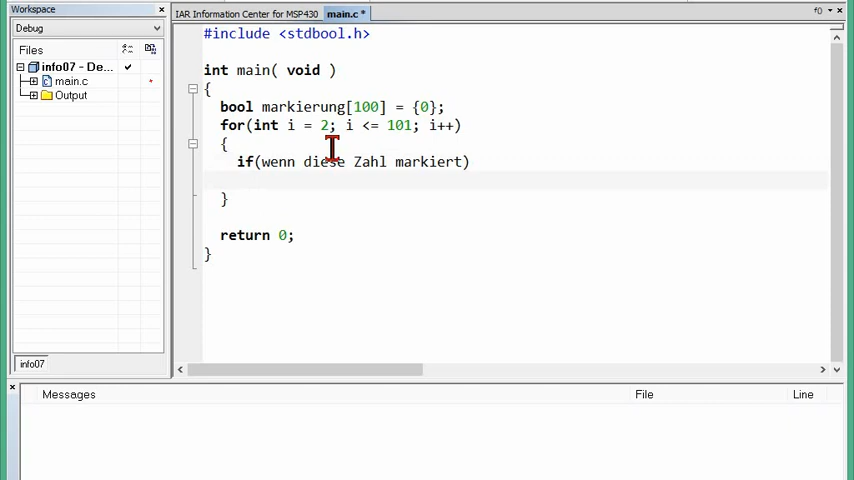 Workspace
Debug
Files
info07 - De...
main.c
Output
info07
IAR Information Center for MSP430 main.c *
f()
#include <stdbool.h>
int main( void )
{
bool markierung[100] = {0};
for(int i = 2; i <= 101; i++)
{
if(wenn diese Zahl markiert)
}
return 0;
}
Messages File Line